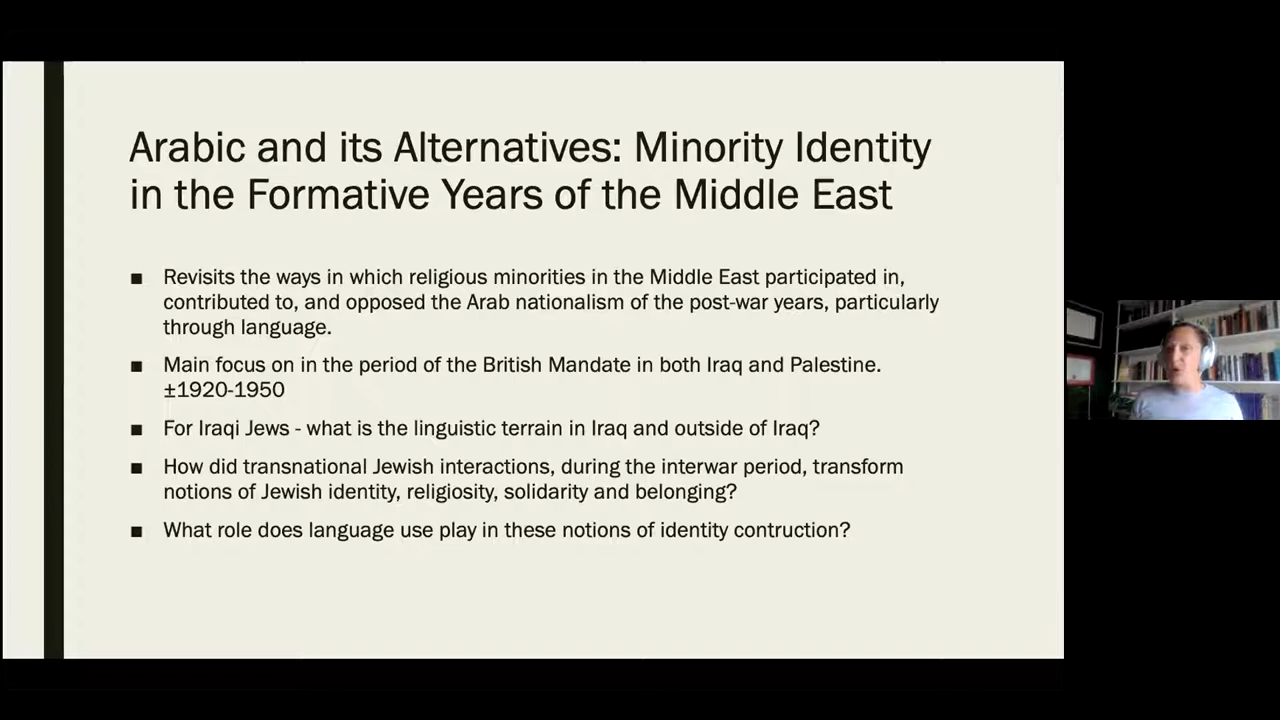 Arabic and its Alternatives: Minority Identity
in the Formative Years of the Middle East
■ Revisits the ways in which religious minorities in the Middle East participated in,
contributed to, and opposed the Arab nationalism of the post-war years, particularly
through language.
■ Main focus on in the period of the British Mandate in both Iraq and Palestine.
±1920-1950
■ For Iraqi Jews - what is the linguistic terrain in Iraq and outside of Iraq?
■ How did transnational Jewish interactions, during the interwar period, transform
notions of Jewish identity, religiosity, solidarity and belonging?
■ What role does language use play in these notions of identity contruction?